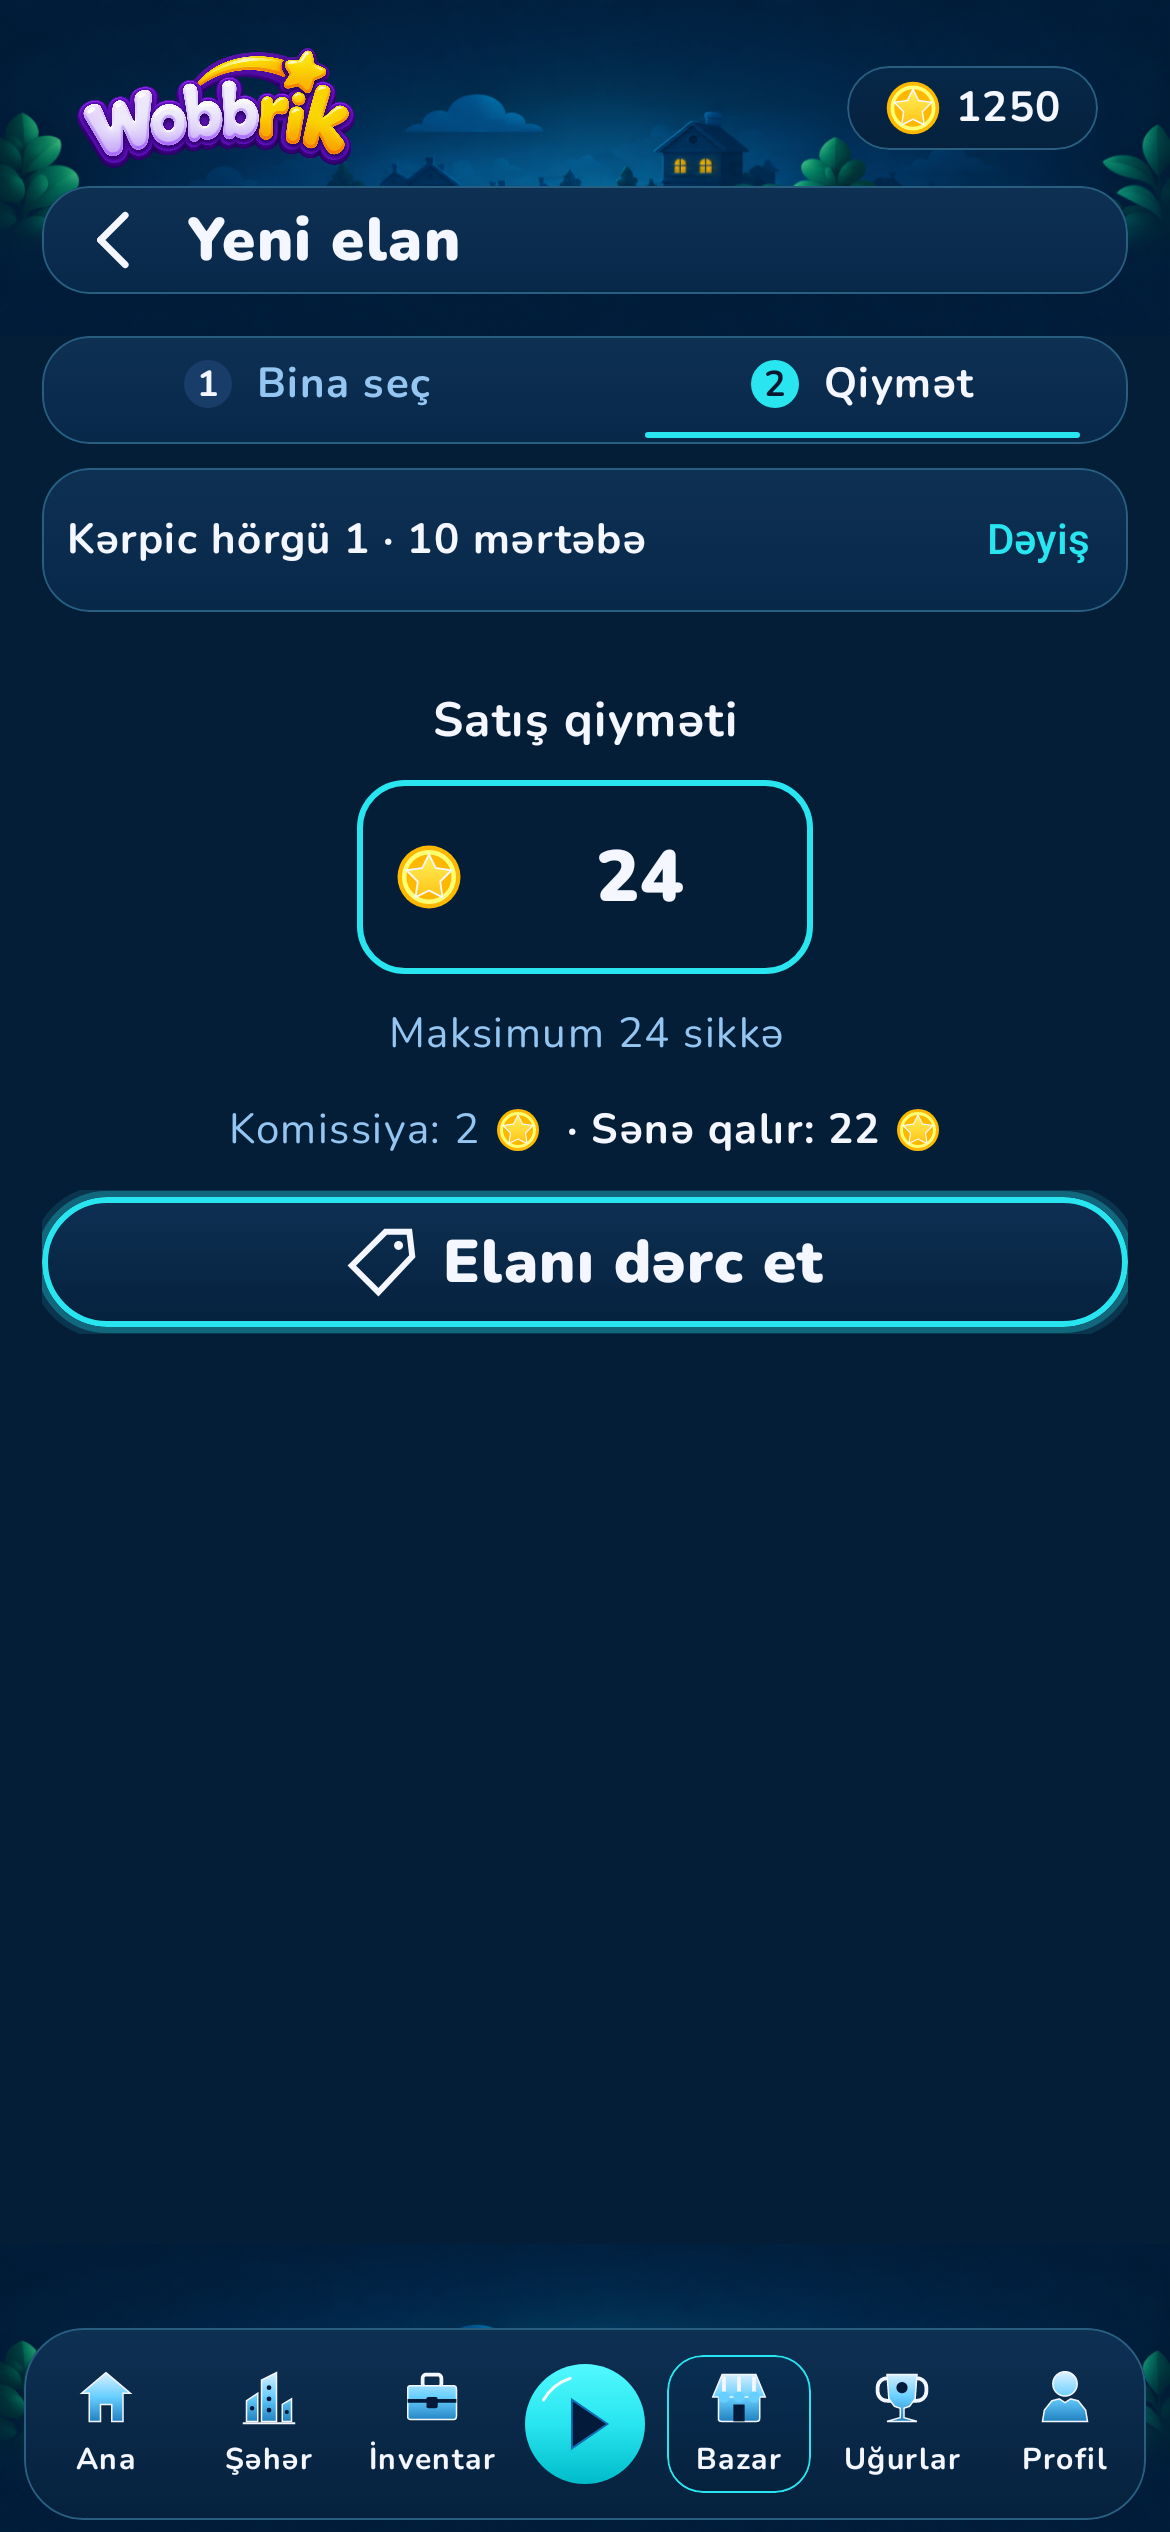 Wobbrik
1250
Yeni elan
1 Bina seç
2 Qiymət
Kərpic hörgü 1 · 10 mərtəbə
Dəyiş
Satış qiyməti
24
Maksimum 24 sikkə
Komissiya: 2 · Sənə qalır: 22
Elanı dərc et
Ana
Şəhər
İnventar
Bazar
Uğurlar
Profil